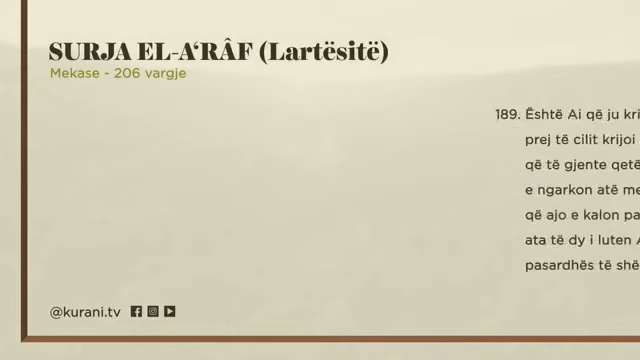 SURJA EL-A‘RÂF (Lartësitë)
Mekase - 206 vargje
189. Është Ai që ju
prej të cilit krijoi
që të gjente
e ngarkon atë
që ajo e kalon
ata të dy i luten
pasardhës të
@kurani.tv